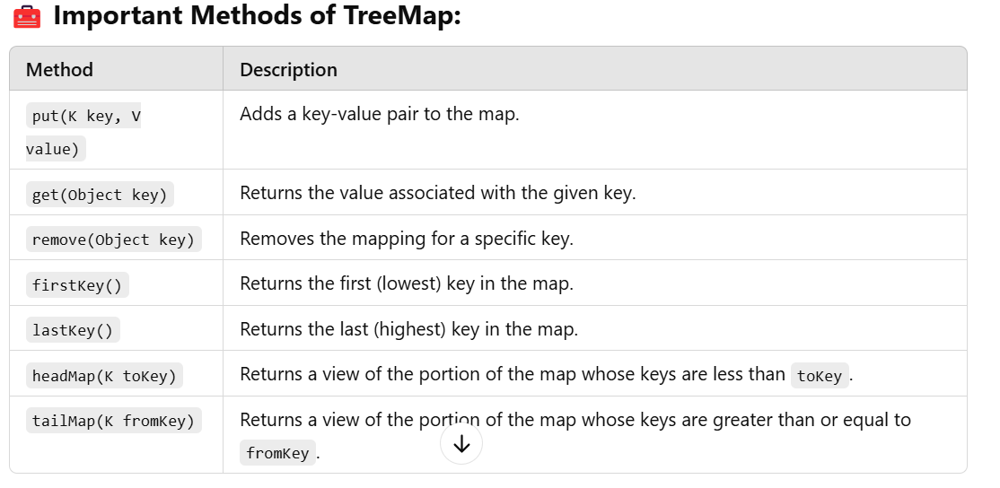 Important Methods of TreeMap:
Method Description
put(K key, V
value)
Adds a key-value pair to the map.
get(Object key) Returns the value associated with the given key.
remove(Object key) Removes the mapping for a specific key.
firstKey() Returns the first (lowest) key in the map.
lastKey() Returns the last (highest) key in the map.
headMap(K toKey) Returns a view of the portion of the map whose keys are less than toKey.
tailMap(K fromKey) Returns a view of the portion of the map whose keys are greater than or equal to
fromKey.